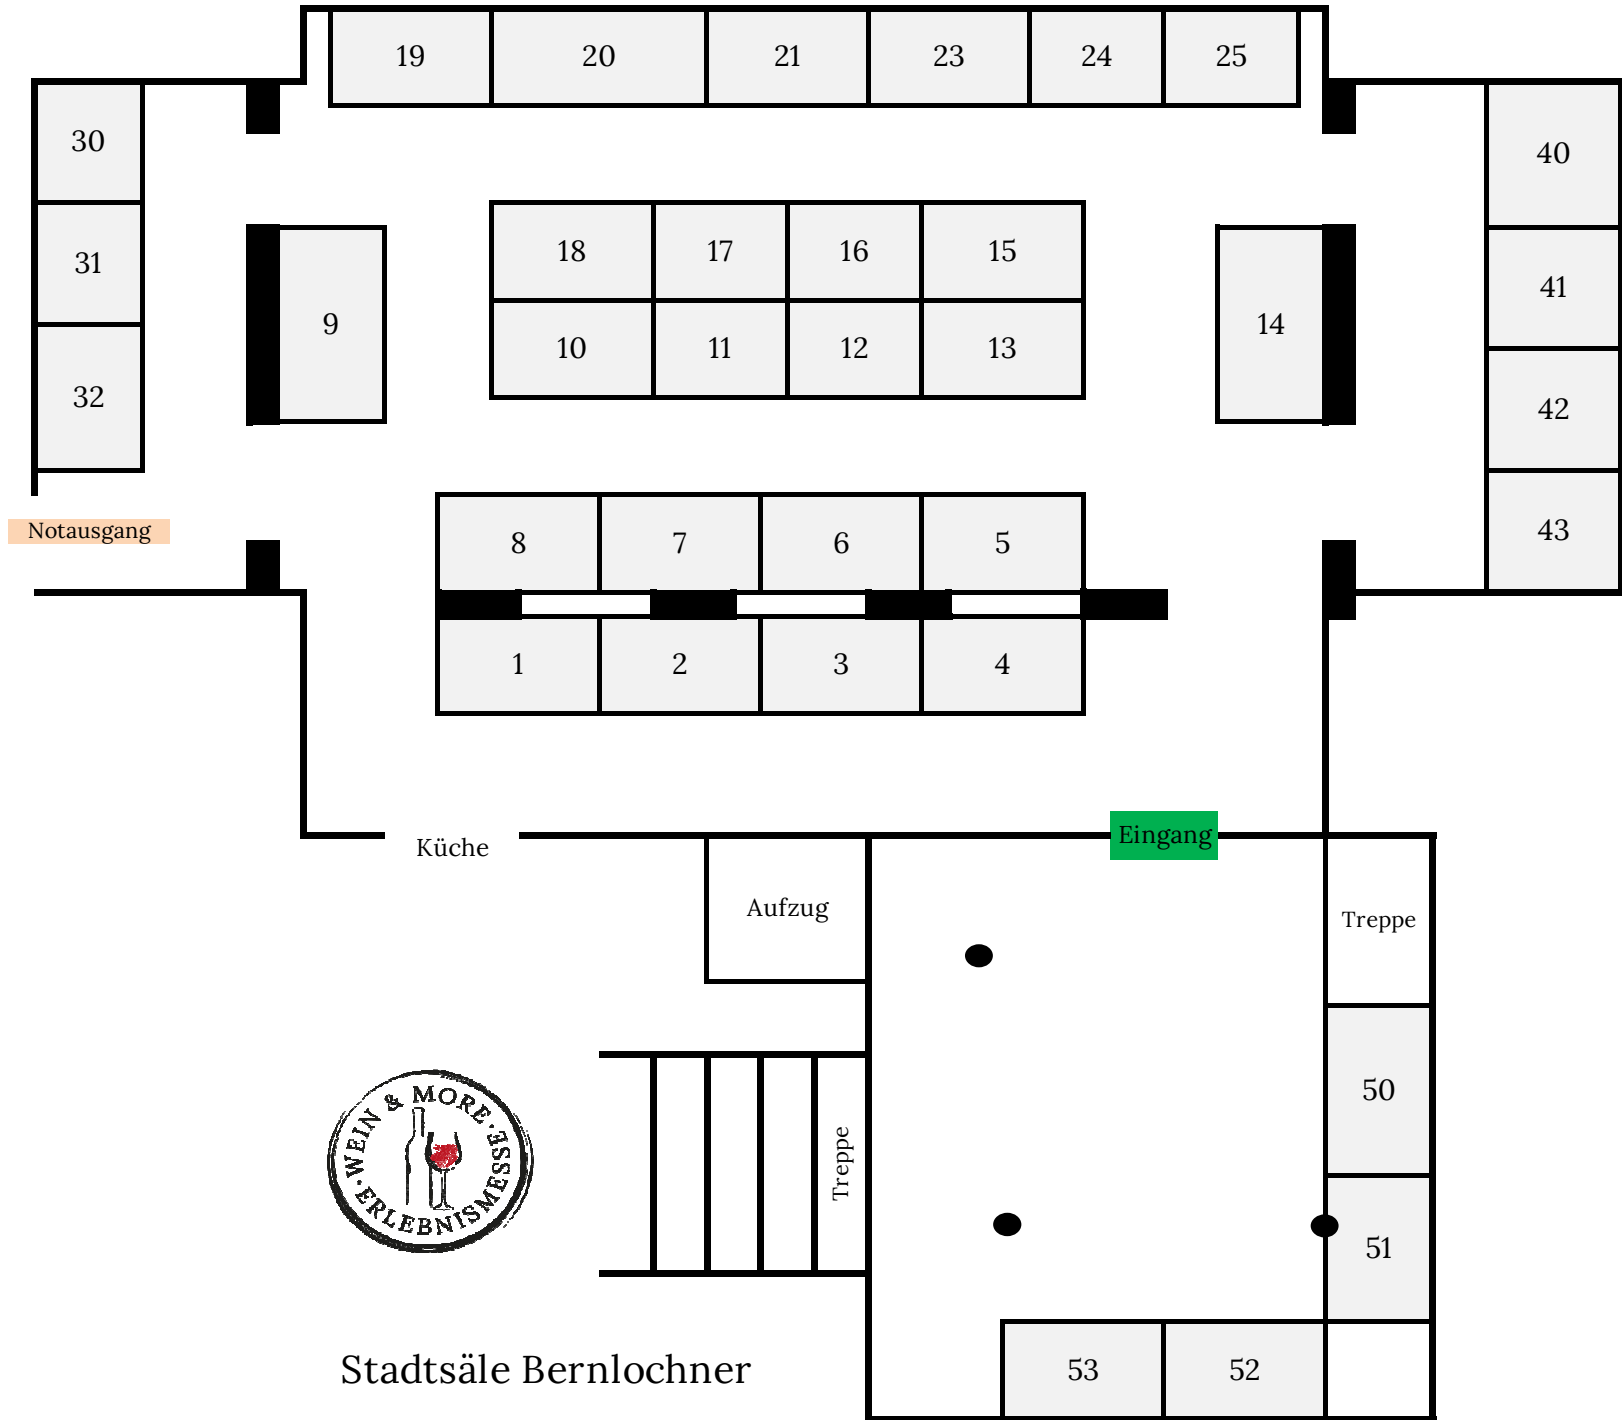 19 20 21 23 24 25
30 40
31 18 17 16 15 41
9 14
32 10 11 12 13 42
Notausgang 8 7 6 5 43
1 2 3 4
Eingang
Küche
Aufzug Treppe
50
WEIN & MORE · ERLEBNISMESSE ·
Treppe
51
Stadtsäle Bernlochner 53 52